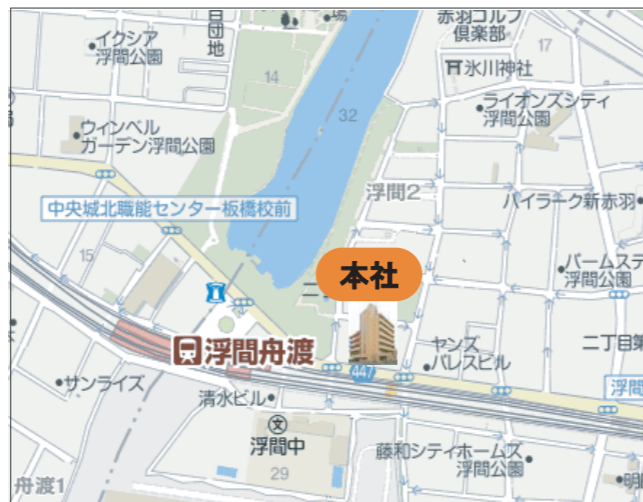 団地
場
赤羽ゴルフ
倶楽部
17
イクシア
浮間公園
氷川神社
14
32
ライオンズシティ
浮間公園
ウィンベル
ガーデン浮間公園
浮間2
中央城北職能センター板橋校前
パイラーク新赤羽
15
本社
パームステ
浮間公園
二
浮間舟渡
ヤンズ
パレスビル
二丁目第
447
サンライズ
浮間
清水ビル
文
浮間中
29
藤和シティホームズ
浮間公園
舟渡1
明